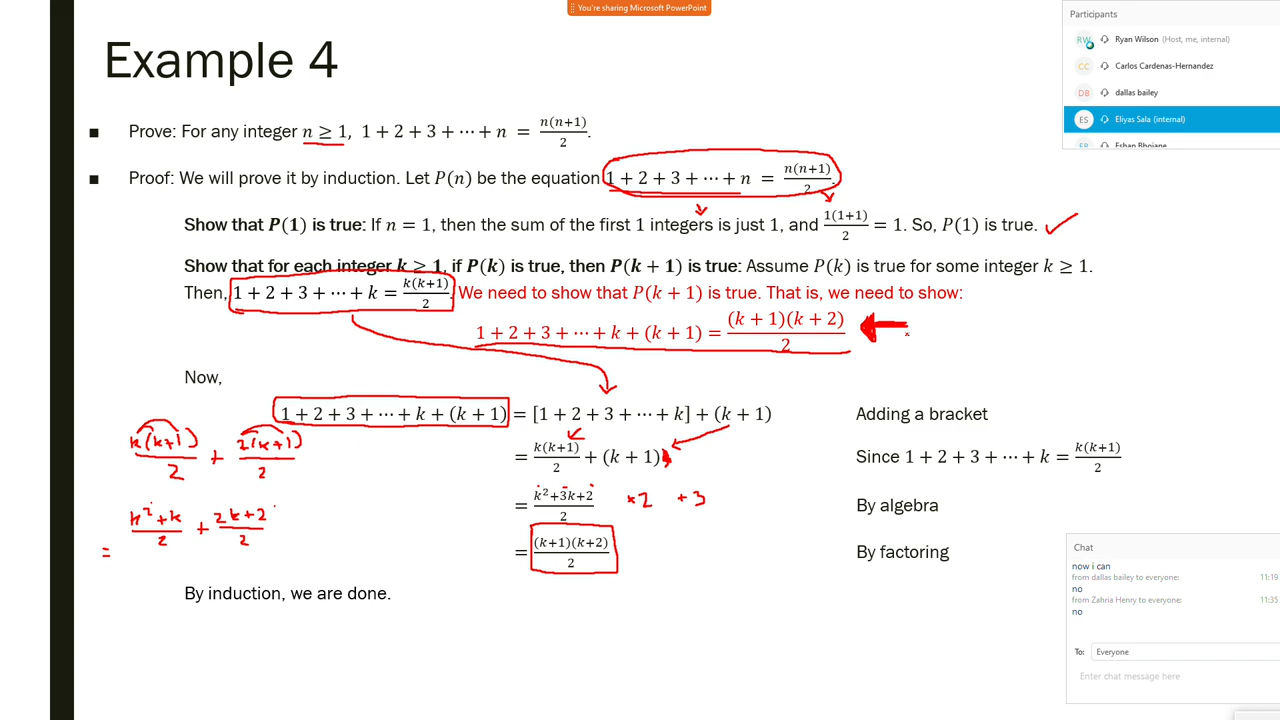 You're sharing Microsoft PowerPoint
Example 4
■ Prove: For any integer n ≥ 1, 1 + 2 + 3 + ⋯ + n = n(n+1)/2.
■ Proof: We will prove it by induction. Let P(n) be the equation 1 + 2 + 3 + ⋯ + n = n(n+1)/2.
Show that P(1) is true: If n = 1, then the sum of the first 1 integers is just 1, and 1(1+1)/2 = 1. So, P(1) is true.
Show that for each integer k ≥ 1, if P(k) is true, then P(k + 1) is true: Assume P(k) is true for some integer k ≥ 1.
Then, 1 + 2 + 3 + ⋯ + k = k(k+1)/2. We need to show that P(k + 1) is true. That is, we need to show:
1 + 2 + 3 + ⋯ + k + (k + 1) = (k + 1)(k + 2)/2
Now,
1 + 2 + 3 + ⋯ + k + (k + 1) = [1 + 2 + 3 + ⋯ + k] + (k + 1) Adding a bracket
k(k+1)/2 + 2(k+1)/2
= k(k+1)/2 + (k + 1) Since 1 + 2 + 3 + ⋯ + k = k(k+1)/2
= k²+3k+2/2 ×2 +3 By algebra
k²+k/2 + 2k+2/2
=
= (k+1)(k+2)/2 By factoring
By induction, we are done.
Participants
RW Ryan Wilson (Host, me, internal)
CC Carlos Cardenas-Hernandez
DB dallas bailey
ES Eliyas Sala (internal)
EB Eshan Bhojane
Chat
now i can
from dallas bailey to everyone: 11:19
no
from Zahria Henry to everyone: 11:35
no
To: Everyone
Enter chat message here